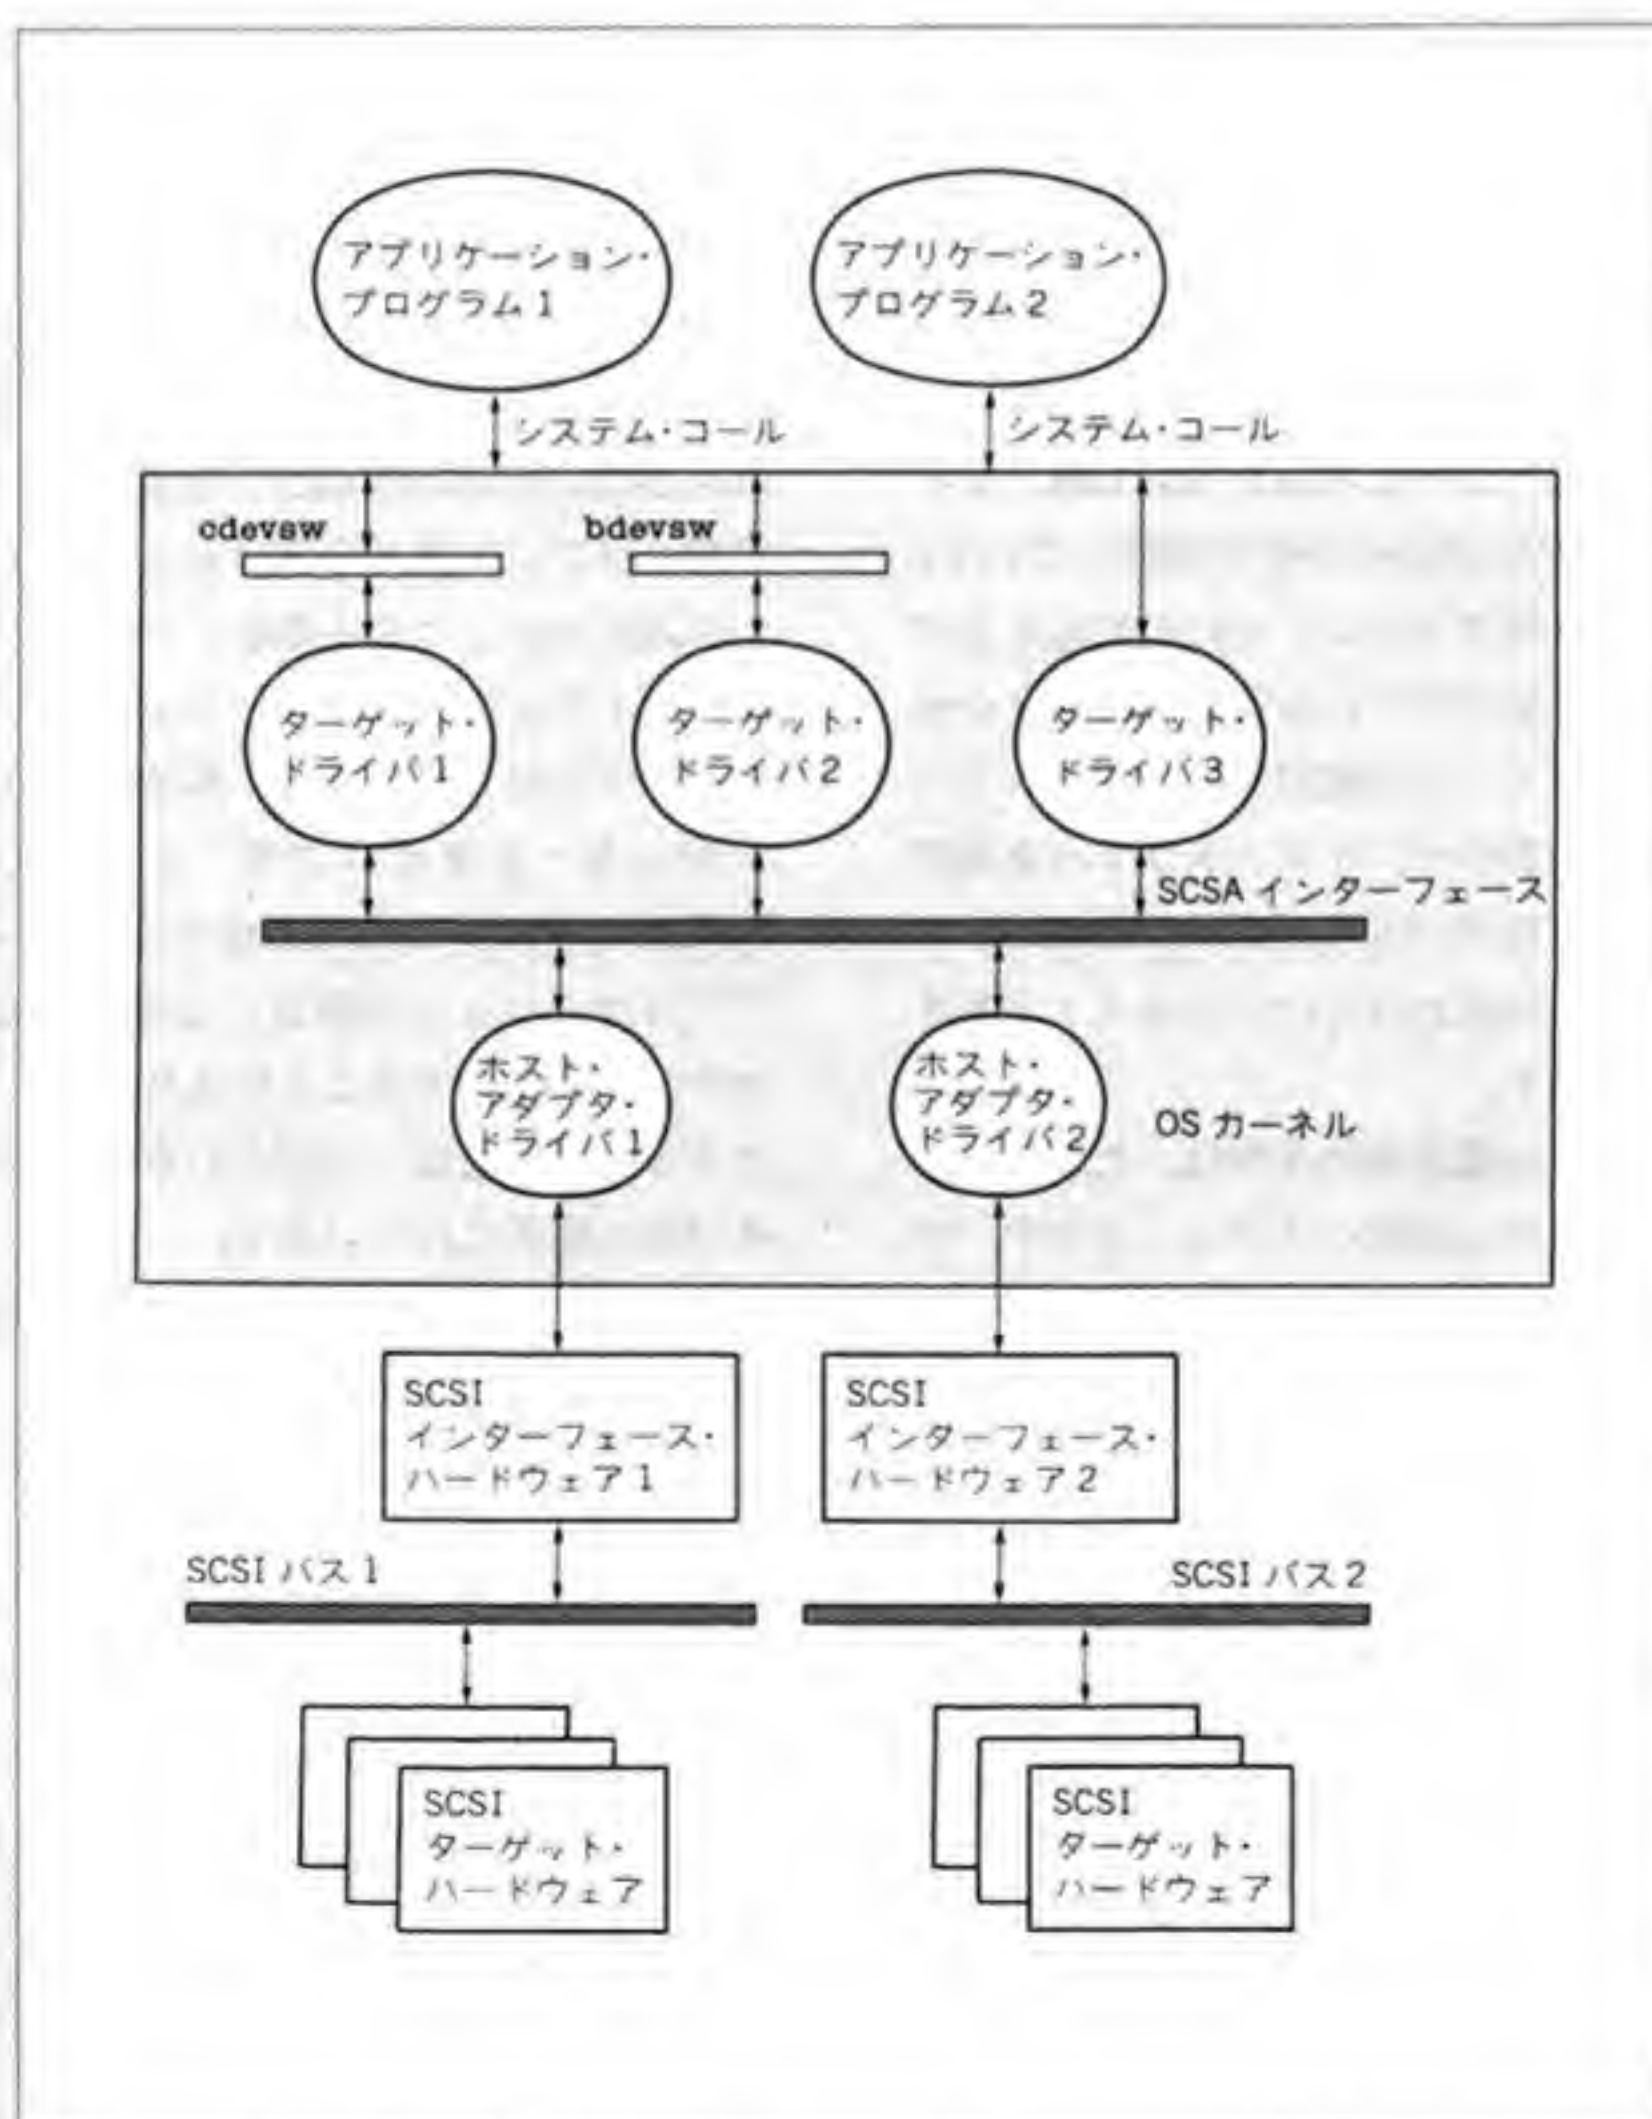 アプリケーション・
プログラム1
アプリケーション・
プログラム2
システム・コール
システム・コール
cdevsw
bdevsw
ターゲット・
ドライバ1
ターゲット・
ドライバ2
ターゲット・
ドライバ3
SCSA インターフェース
ホスト・
アダプタ・
ドライバ1
ホスト・
アダプタ・
ドライバ2
OS カーネル
SCSI
インターフェース・
ハードウェア1
SCSI
インターフェース・
ハードウェア2
SCSI バス1
SCSI バス2
SCSI
ターゲット・
ハードウェア
SCSI
ターゲット・
ハードウェア